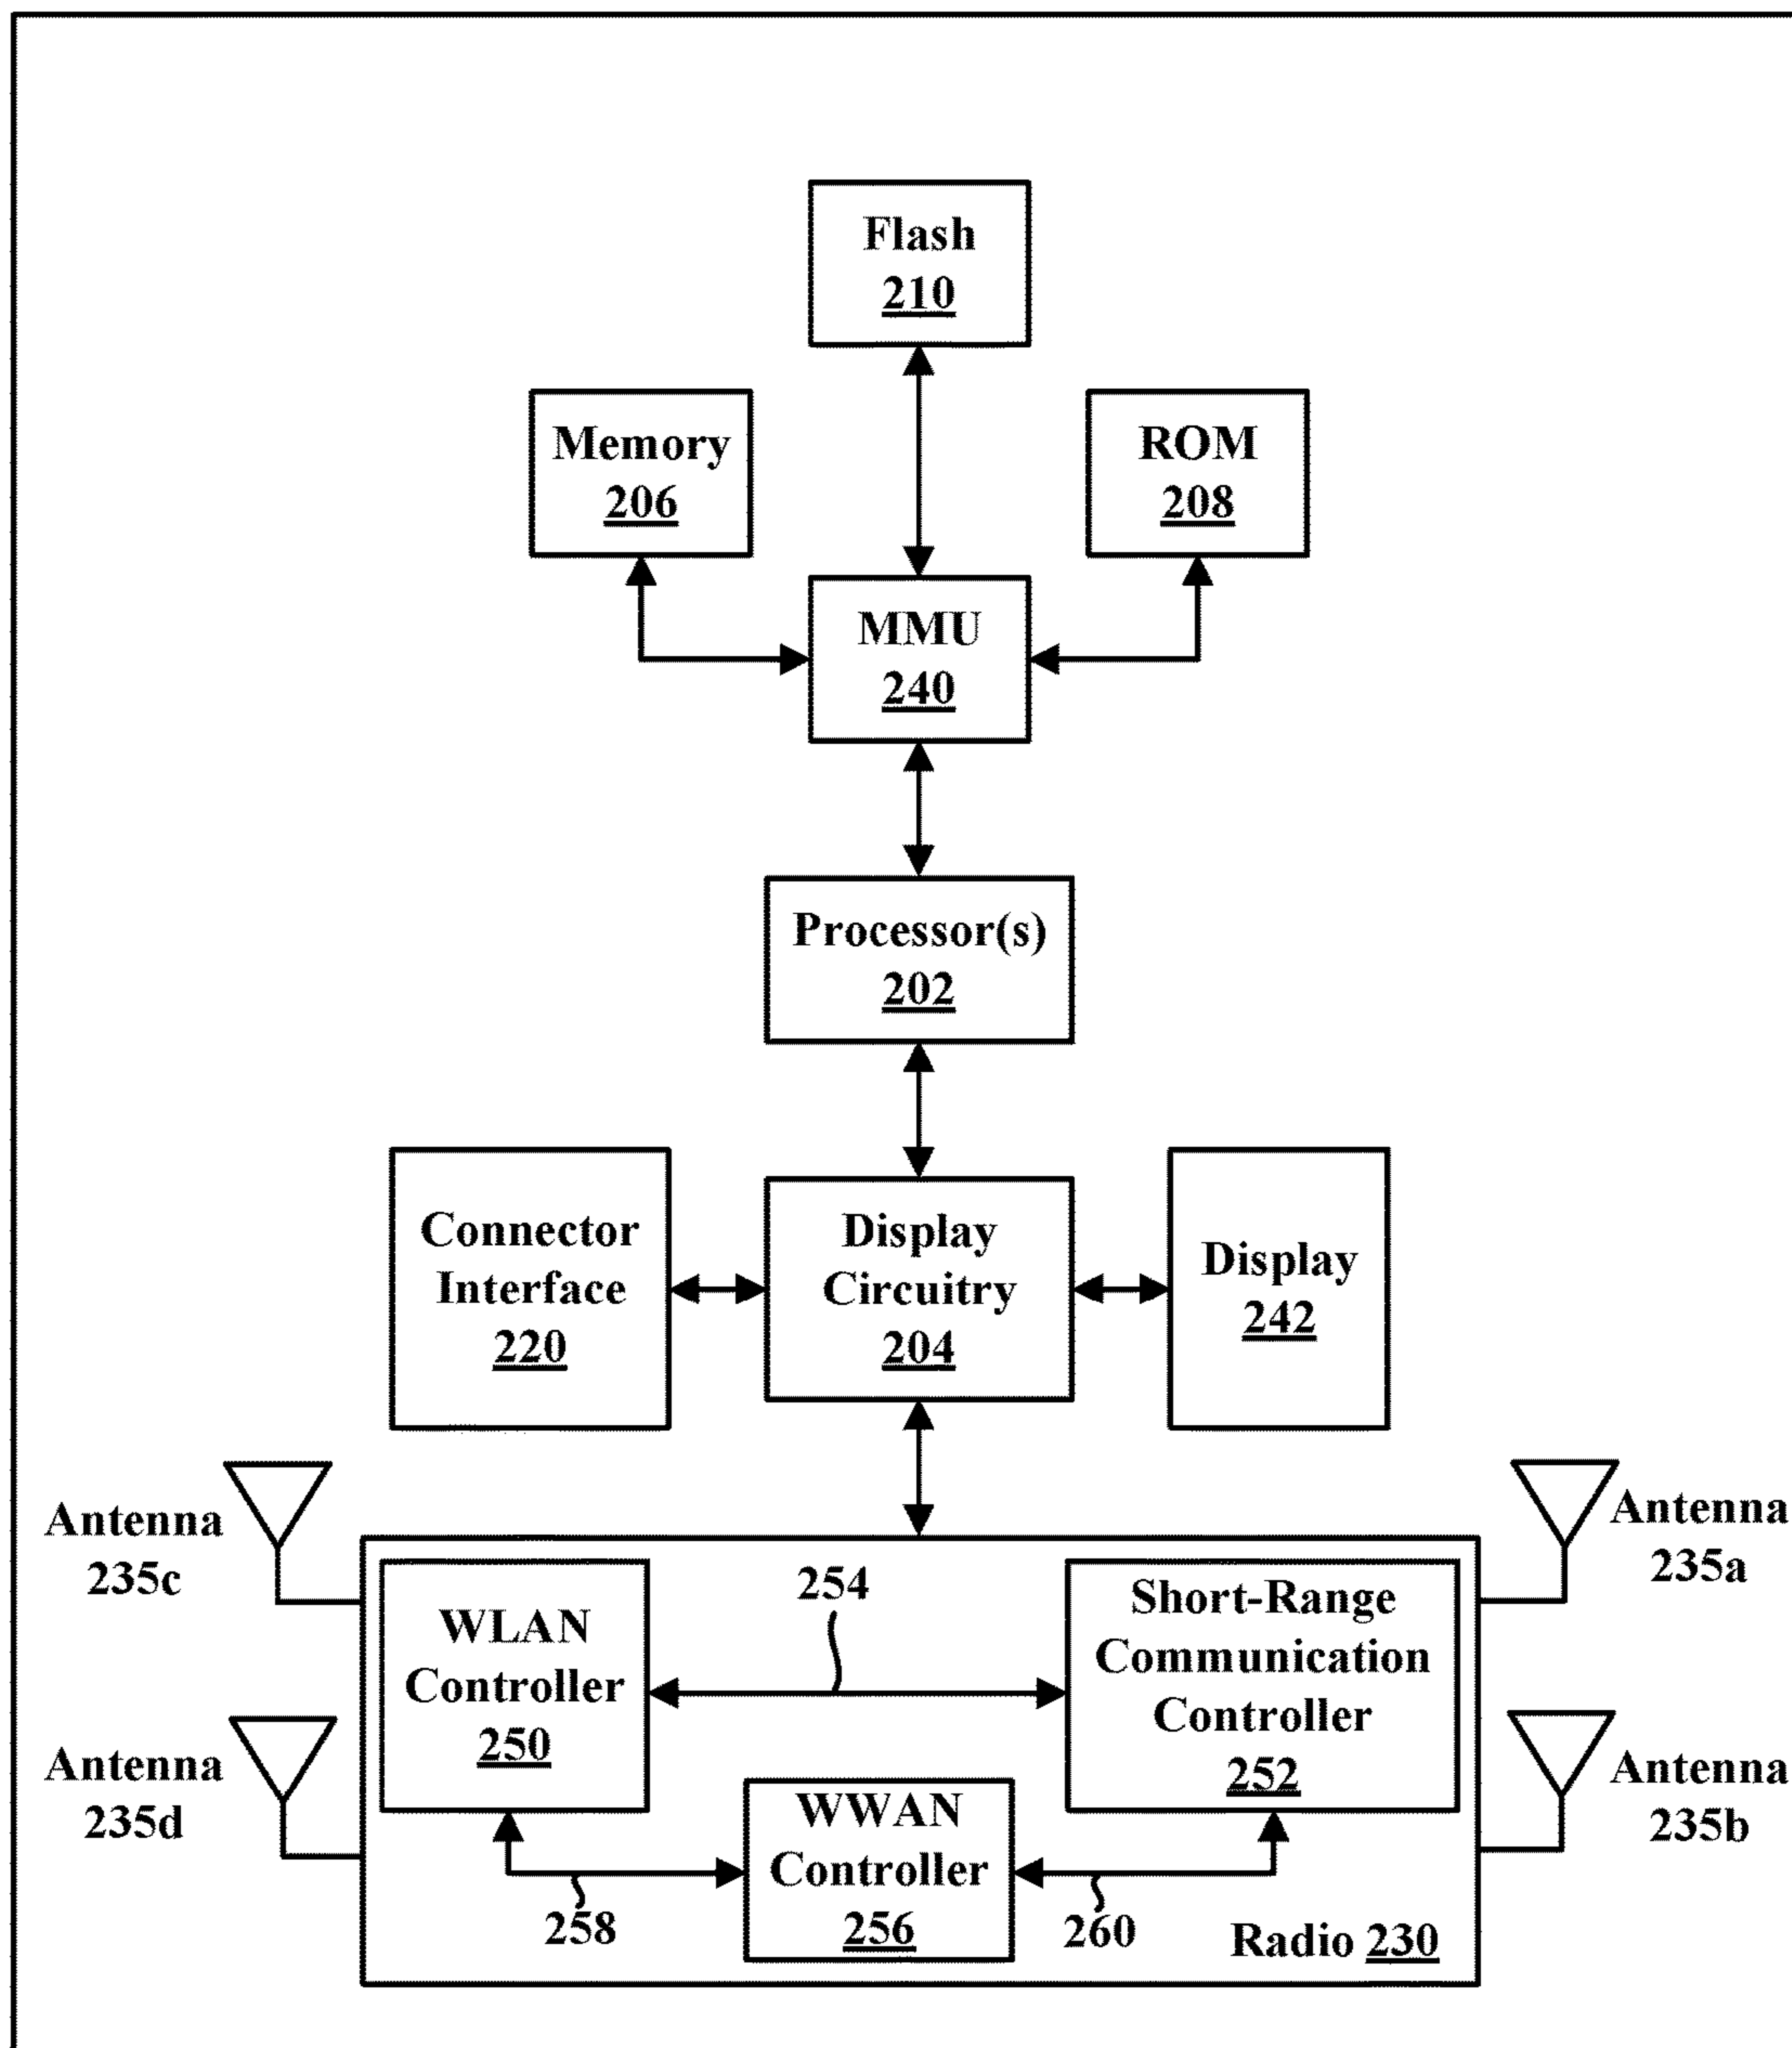 Flash
210
Memory
206
ROM
208
MMU
240
Processor(s)
202
Connector
Interface
220
Display
Circuitry
204
Display
242
Antenna
235c
Antenna
235a
WLAN
Controller
250
254
Short-Range
Communication
Controller
252
Antenna
235d
Antenna
235b
WWAN
Controller
256
258
260
Radio 230